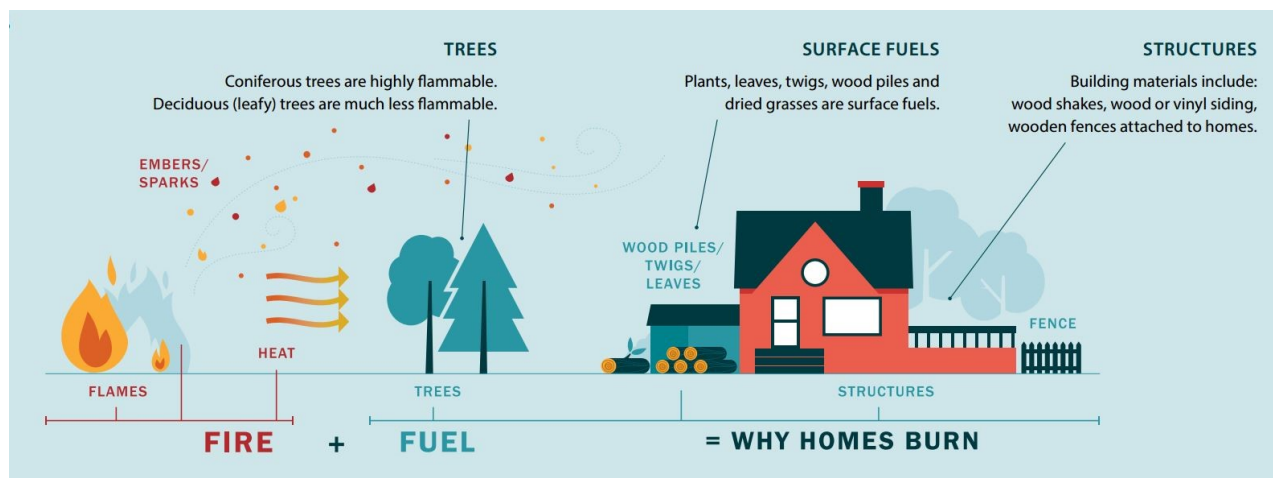 TREES
Coniferous trees are highly flammable.
Deciduous (leafy) trees are much less flammable.
SURFACE FUELS
Plants, leaves, twigs, wood piles and
dried grasses are surface fuels.
STRUCTURES
Building materials include:
wood shakes, wood or vinyl siding,
wooden fences attached to homes.
EMBERS/
SPARKS
WOOD PILES/
TWIGS/
LEAVES
FENCE
HEAT
FLAMES
TREES
STRUCTURES
FIRE + FUEL = WHY HOMES BURN